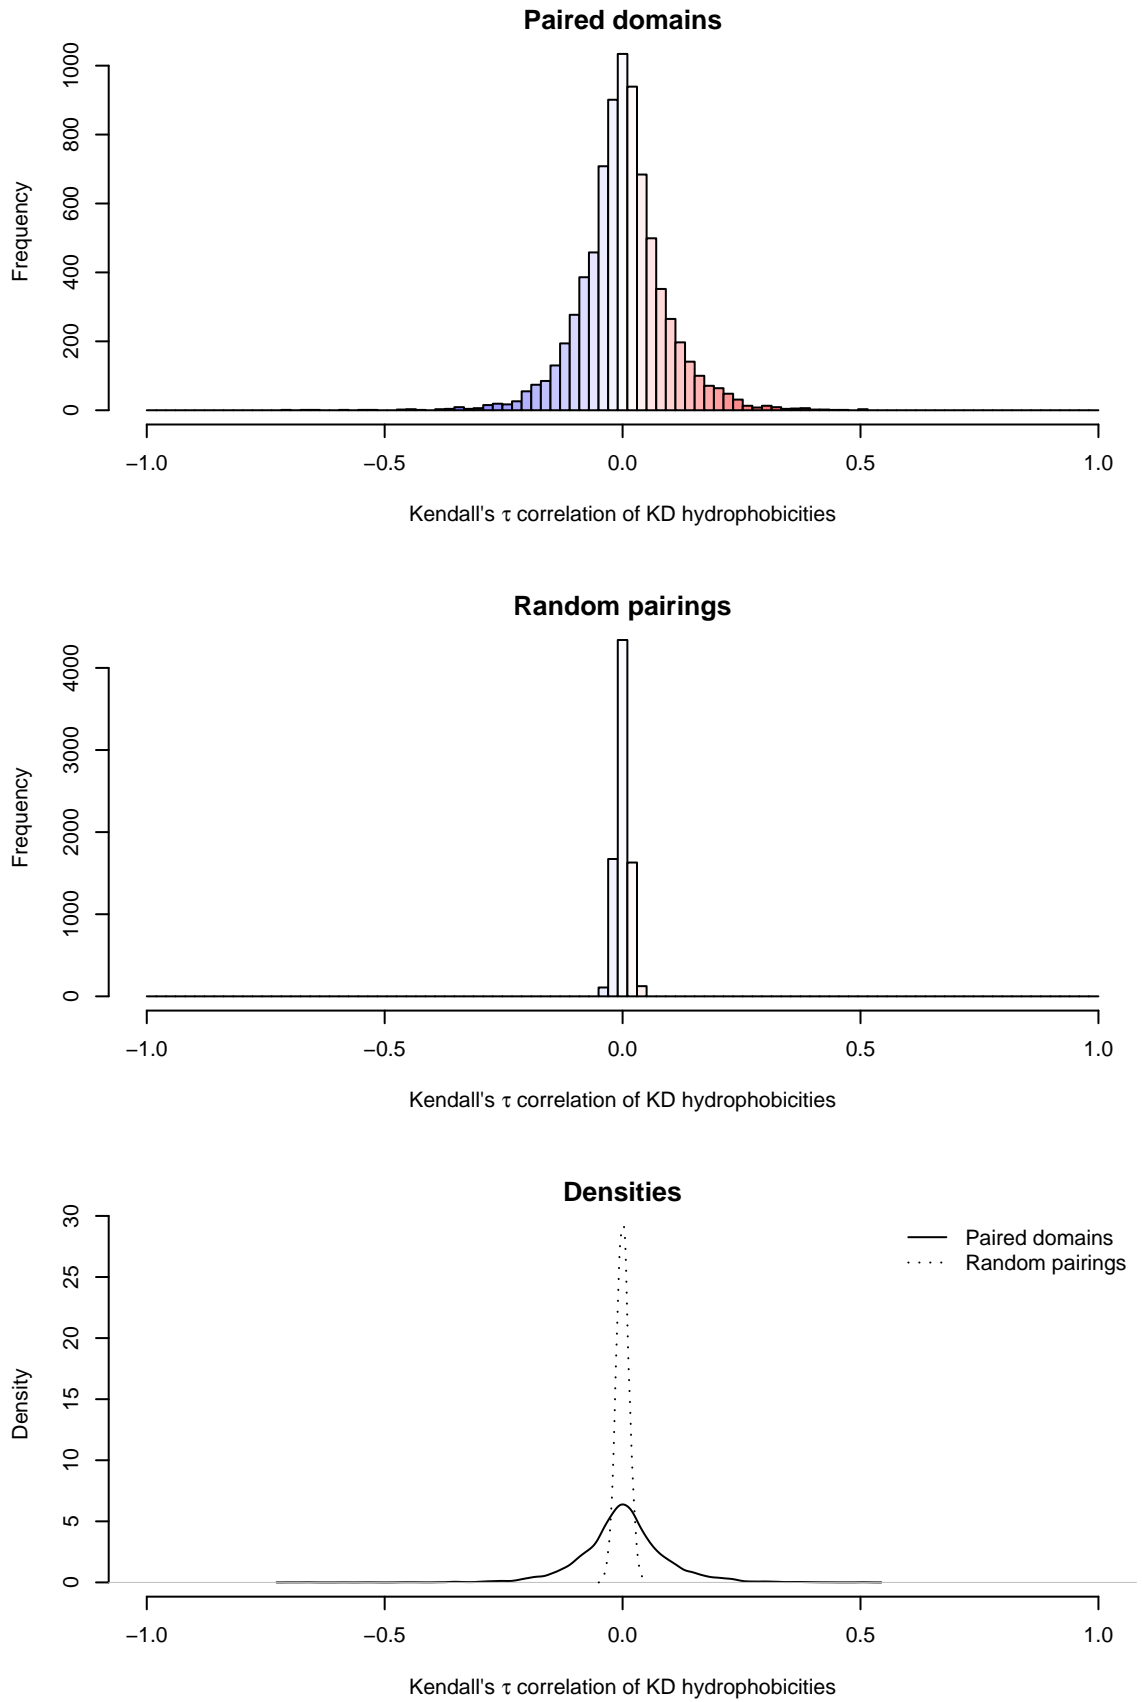 Paired domains
1000
800
600
400
200
0
Frequency
−1.0 −0.5 0.0 0.5 1.0
Kendall's τ correlation of KD hydrophobicities
Random pairings
4000
3000
2000
1000
0
Frequency
−1.0 −0.5 0.0 0.5 1.0
Kendall's τ correlation of KD hydrophobicities
Densities
30
25
20
15
10
5
0
Density
Paired domains
Random pairings
−1.0 −0.5 0.0 0.5 1.0
Kendall's τ correlation of KD hydrophobicities